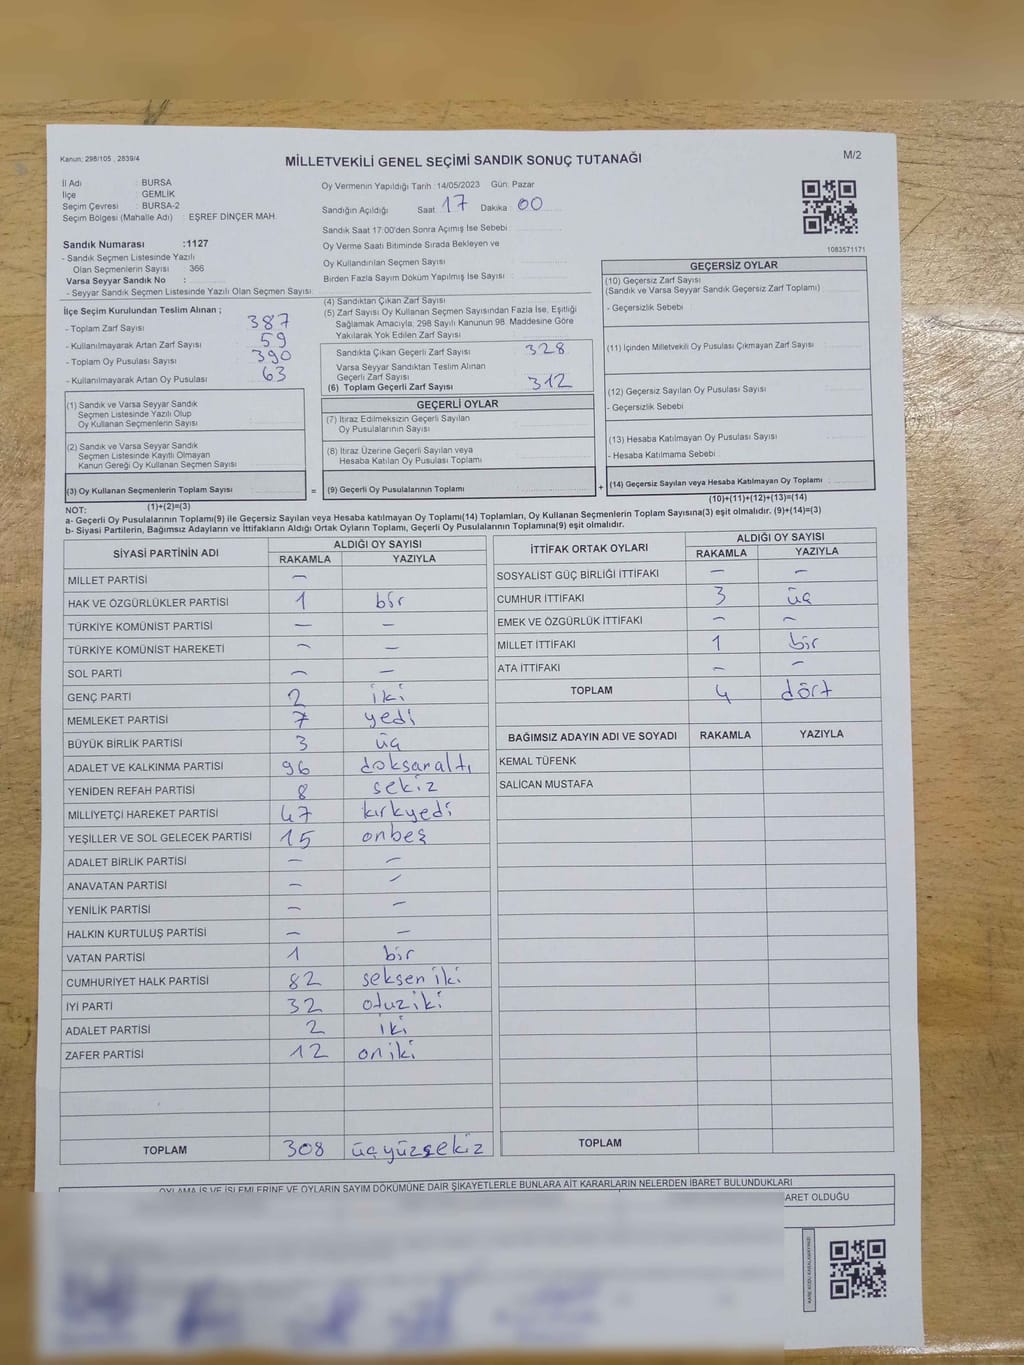 Kanun: 298/105 , 2839/4
MİLLETVEKİLİ GENEL SEÇİMİ SANDIK SONUÇ TUTANAĞI
M/2
İl Adı : BURSA
İlçe : GEMLİK
Seçim Çevresi : BURSA-2
Seçim Bölgesi (Mahalle Adı) : EŞREF DİNÇER MAH.
Oy Vermenin Yapıldığı Tarih : 14/05/2023 Gün: Pazar
Sandığın Açıldığı Saat 17 Dakika 00
Sandık Saat 17:00'den Sonra Açılmış İse Sebebi
Oy Verme Saati Bitiminde Sırada Bekleyen ve
Oy Kullandırılan Seçmen Sayısı
Birden Fazla Sayım Döküm Yapılmış İse Sayısı :
1083571171
Sandık Numarası :1127
- Sandık Seçmen Listesinde Yazılı
Olan Seçmenlerin Sayısı 366
Varsa Seyyar Sandık No :
- Seyyar Sandık Seçmen Listesinde Yazılı Olan Seçmen Sayısı:
İlçe Seçim Kurulundan Teslim Alınan ;
- Toplam Zarf Sayısı 387
- Kullanılmayarak Artan Zarf Sayısı 59
- Toplam Oy Pusulası Sayısı 390
- Kullanılmayarak Artan Oy Pusulası 63
(4) Sandıktan Çıkan Zarf Sayısı
(5) Zarf Sayısı Oy Kullanan Seçmen Sayısından Fazla İse, Eşitliği
Sağlamak Amacıyla, 298 Sayılı Kanunun 98. Maddesine Göre
Yakılarak Yok Edilen Zarf Sayısı
Sandıkta Çıkan Geçerli Zarf Sayısı 328
Varsa Seyyar Sandıktan Teslim Alınan
Geçerli Zarf Sayısı
(6) Toplam Geçerli Zarf Sayısı 312
GEÇERSİZ OYLAR
(10) Geçersiz Zarf Sayısı
(Sandık ve Varsa Seyyar Sandık Geçersiz Zarf Toplamı)
- Geçersizlik Sebebi
(11) İçinden Milletvekili Oy Pusulası Çıkmayan Zarf Sayısı
(12) Geçersiz Sayılan Oy Pusulası Sayısı
- Geçersizlik Sebebi
(13) Hesaba Katılmayan Oy Pusulası Sayısı
- Hesaba Katılmama Sebebi
(14) Geçersiz Sayılan veya Hesaba Katılmayan Oy Toplamı :
(10)+(11)+(12)+(13)=(14)
(1) Sandık ve Varsa Seyyar Sandık
Seçmen Listesinde Yazılı Olup
Oy Kullanan Seçmenlerin Sayısı
(2) Sandık ve Varsa Seyyar Sandık
Seçmen Listesinde Kayıtlı Olmayan
Kanun Gereği Oy Kullanan Seçmen Sayısı
(3) Oy Kullanan Seçmenlerin Toplam Sayısı =
(1)+(2)=(3)
GEÇERLİ OYLAR
(7) İtiraz Edilmeksizin Geçerli Sayılan
Oy Pusulalarının Sayısı
(8) İtiraz Üzerine Geçerli Sayılan veya
Hesaba Katılan Oy Pusulası Toplamı
(9) Geçerli Oy Pusulalarının Toplamı +
NOT:
a- Geçerli Oy Pusulalarının Toplamı(9) ile Geçersiz Sayılan veya Hesaba katılmayan Oy Toplamı(14) Toplamları, Oy Kullanan Seçmenlerin Toplam Sayısına(3) eşit olmalıdır. (9)+(14)=(3)
b- Siyasi Partilerin, Bağımsız Adayların ve İttifakların Aldığı Ortak Oyların Toplamı, Geçerli Oy Pusulalarının Toplamına(9) eşit olmalıdır.
SİYASİ PARTİNİN ADI ALDIĞI OY SAYISI
RAKAMLA YAZIYLA
MİLLET PARTİSİ –
HAK VE ÖZGÜRLÜKLER PARTİSİ 1 bir
TÜRKİYE KOMÜNİST PARTİSİ – –
TÜRKİYE KOMÜNİST HAREKETİ – –
SOL PARTİ – –
GENÇ PARTİ 2 iki
MEMLEKET PARTİSİ 7 yedi
BÜYÜK BİRLİK PARTİSİ 3 üç
ADALET VE KALKINMA PARTİSİ 96 doksanaltı
YENİDEN REFAH PARTİSİ 8 sekiz
MİLLİYETÇİ HAREKET PARTİSİ 47 kırkyedi
YEŞİLLER VE SOL GELECEK PARTİSİ 15 onbeş
ADALET BİRLİK PARTİSİ – –
ANAVATAN PARTİSİ – –
YENİLİK PARTİSİ – –
HALKIN KURTULUŞ PARTİSİ – –
VATAN PARTİSİ 1 bir
CUMHURİYET HALK PARTİSİ 82 seksen iki
İYİ PARTİ 32 otuz iki
ADALET PARTİSİ 2 iki
ZAFER PARTİSİ 12 oniki
TOPLAM 308 üçyüzsekiz
İTTİFAK ORTAK OYLARI ALDIĞI OY SAYISI
RAKAMLA YAZIYLA
SOSYALİST GÜÇ BİRLİĞİ İTTİFAKI – –
CUMHUR İTTİFAKI 3 üç
EMEK VE ÖZGÜRLÜK İTTİFAKI – –
MİLLET İTTİFAKI 1 bir
ATA İTTİFAKI – –
TOPLAM 4 dört
BAĞIMSIZ ADAYIN ADI VE SOYADI RAKAMLA YAZIYLA
KEMAL TÜFENK
SALİCAN MUSTAFA
TOPLAM
OYLAMA İŞ VE İŞLEMLERİNE VE OYLARIN SAYIM DÖKÜMÜNE DAİR ŞİKAYETLERLE BUNLARA AİT KARARLARIN NELERDEN İBARET BULUNDUKLARI
BARET OLDUĞU